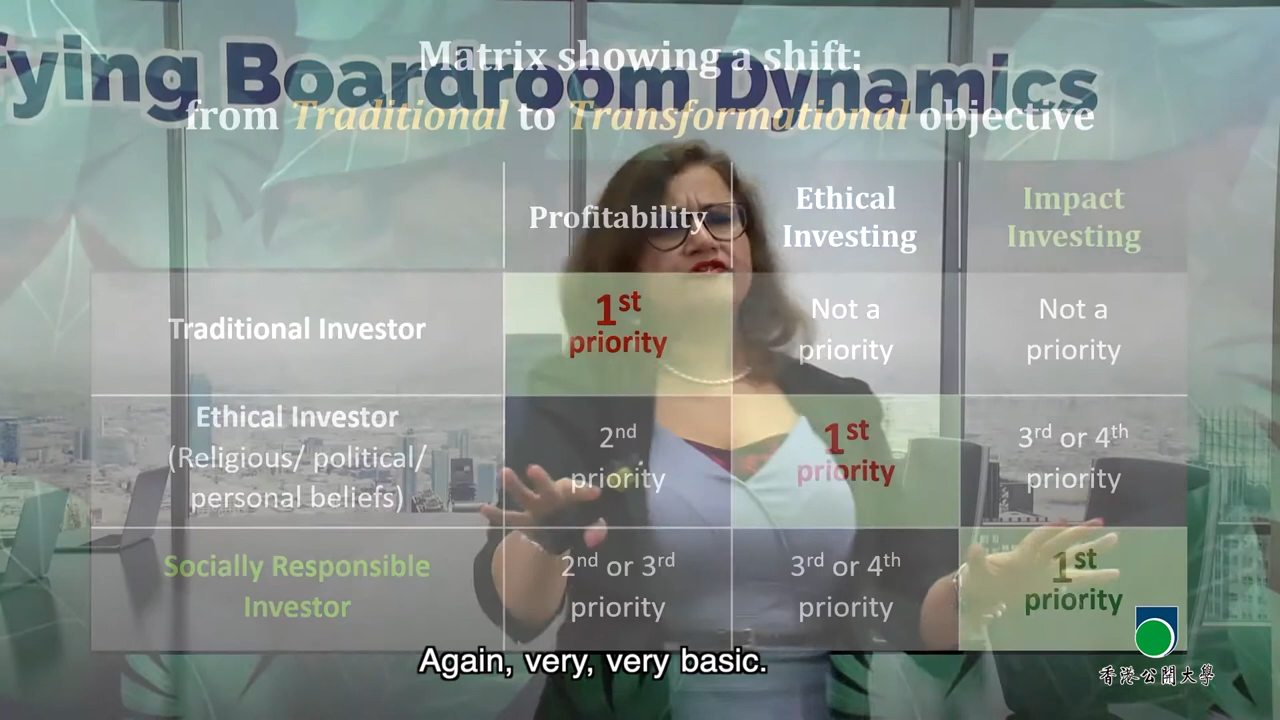 fying Boardroom Dynamics
Matrix showing a shift:
from Traditional to Transformational objective
Profitability
Ethical
Investing
Impact
Investing
Traditional Investor
1st
priority
Not a
priority
Not a
priority
Ethical Investor
(Religious/ political/
personal beliefs)
2nd
priority
1st
priority
3rd or 4th
priority
Socially Responsible
Investor
2nd or 3rd
priority
3rd or 4th
priority
1st
priority
Again, very, very basic.
香港公開大學